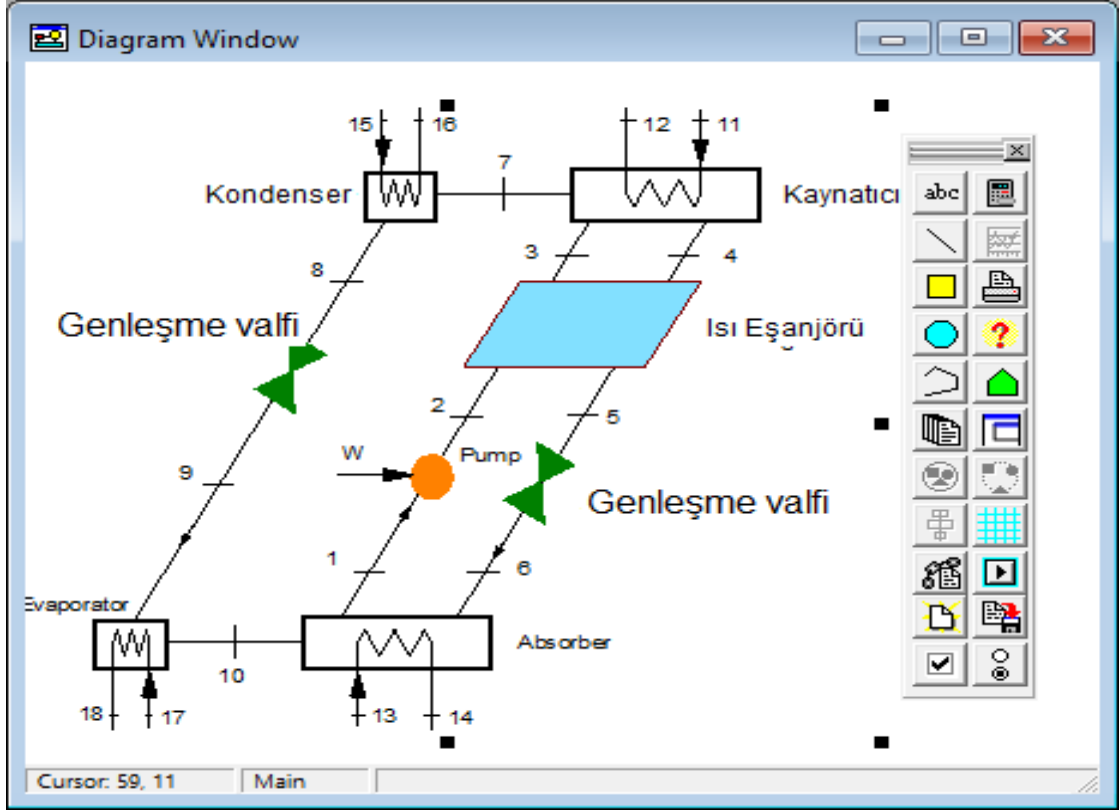 Diagram Window
15 16 12 11
7
Kondenser
Kaynatıcı
abc
3 4
8
Genleşme valfi
Isı Eşanjörü
?
2 5
W
Pump
9
Genleşme valfi
1 6
Evaporator
Absorber
10
18 17 13 14
Cursor: 59, 11 Main